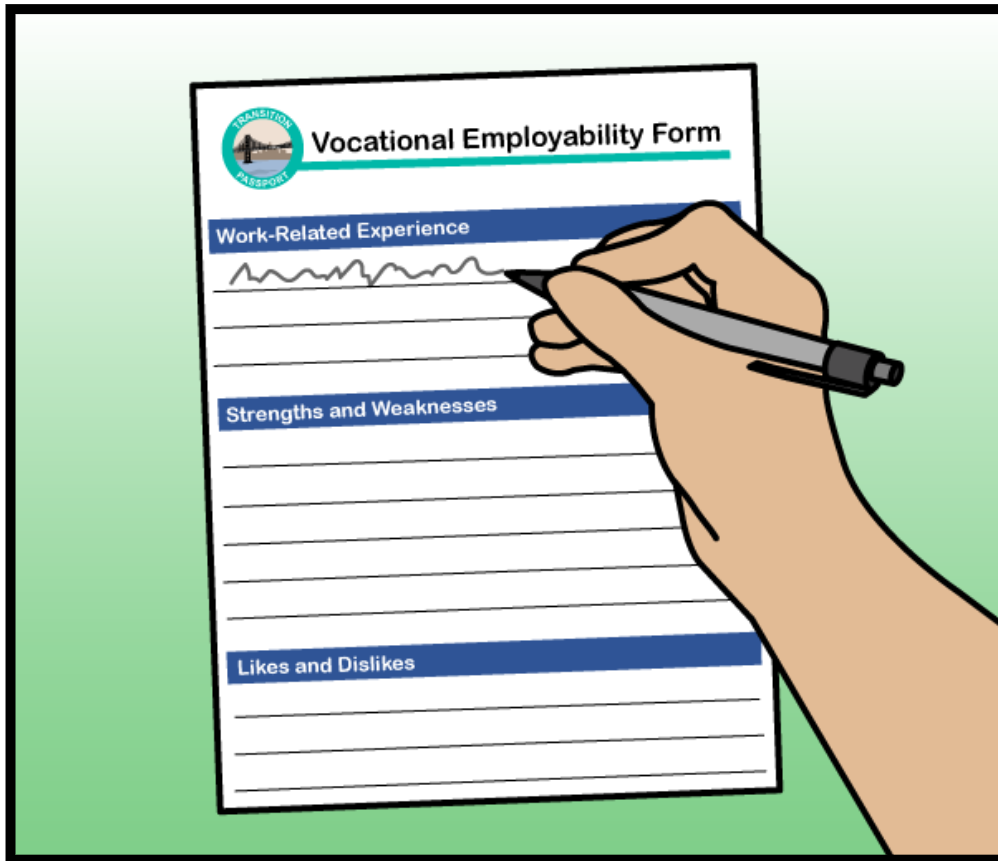 TRANSITION
PASSPORT
Vocational Employability Form
Work-Related Experience
Strengths and Weaknesses
Likes and Dislikes